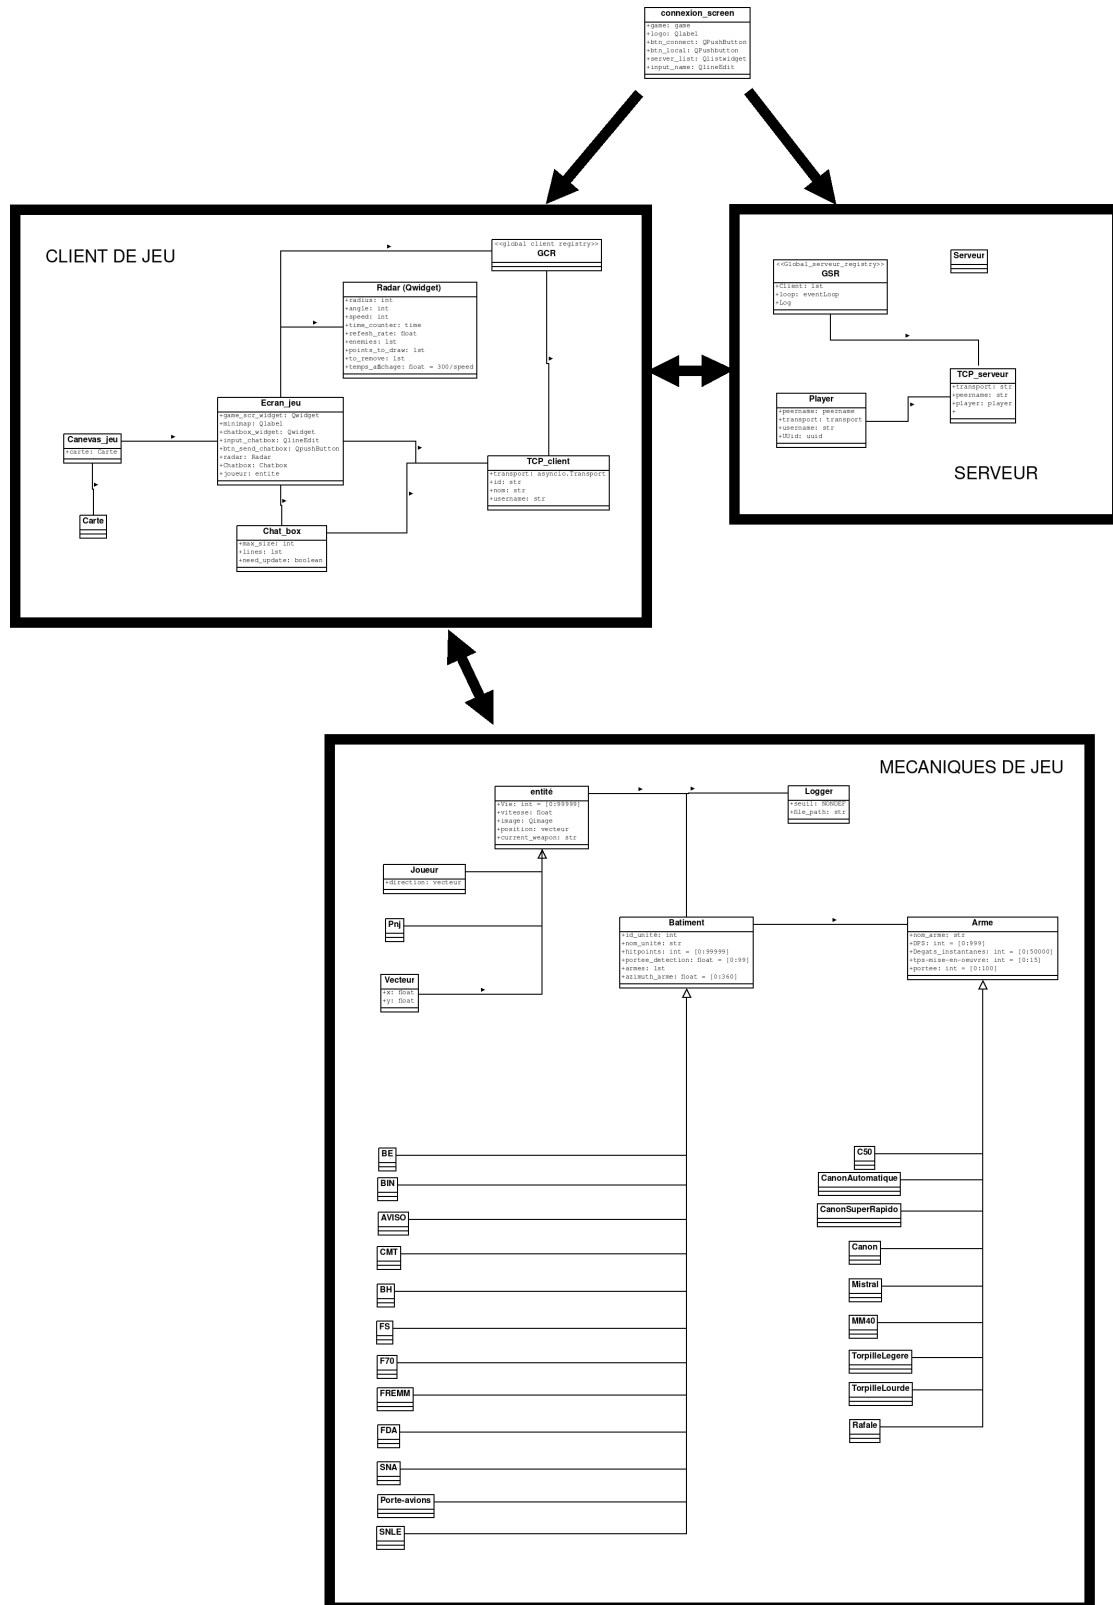 connexion_screen
+game: game
+logo: Qlabel
+btn_connect: QPushButton
+btn_local: QPushbutton
+server_list: Qlistwidget
+input_name: QlineEdit
CLIENT DE JEU
<<global client registry>>
GCR
Radar (Qwidget)
+radius: int
+angle: int
+speed: int
+time_counter: time
+refesh_rate: float
+enemies: lst
+points_to_draw: lst
+to_remove: lst
+temps_affichage: float = 300/speed
Ecran_jeu
+game_scr_widget: Qwidget
+minimap: Qlabel
+chatbox_widget: Qwidget
+input_chatbox: QlineEdit
+btn_send_chatbox: QpushButton
+radar: Radar
+Chatbox: Chatbox
+joueur: entite
Canevas_jeu
+carte: Carte
Carte
TCP_client
+transport: asyncio.Transport
+id: str
+nom: str
+username: str
Chat_box
+max_size: int
+lines: lst
+need_update: boolean
<<Global_serveur_registry>>
GSR
+Client: lst
+loop: eventLoop
+Log
Serveur
TCP_serveur
+transport: str
+peername: str
+player: player
+
Player
+peername: peername
+transport: transport
+username: str
+UUid: uuid
SERVEUR
MECANIQUES DE JEU
entité
+Vie: int = [0:99999]
+vitesse: float
+image: Qimage
+position: vecteur
+current_weapon: str
Logger
+seuil: NONDEF
+file_path: str
Joueur
+direction: vecteur
Pnj
Vecteur
+x: float
+y: float
Batiment
+id_unité: int
+nom_unité: str
+hitpoints: int = [0:99999]
+portee_detection: float = [0:99]
+armes: lst
+azimuth_arme: float = [0:360]
Arme
+nom_arme: str
+DPS: int = [0:999]
+Degats_instantanes: int = [0:50000]
+tps-mise-en-oeuvre: int = [0:15]
+portee: int = [0:100]
BE
BIN
AVISO
CMT
BH
FS
F70
FREMM
FDA
SNA
Porte-avions
SNLE
C50
CanonAutomatique
CanonSuperRapido
Canon
Mistral
MM40
TorpilleLegere
TorpilleLourde
Rafale